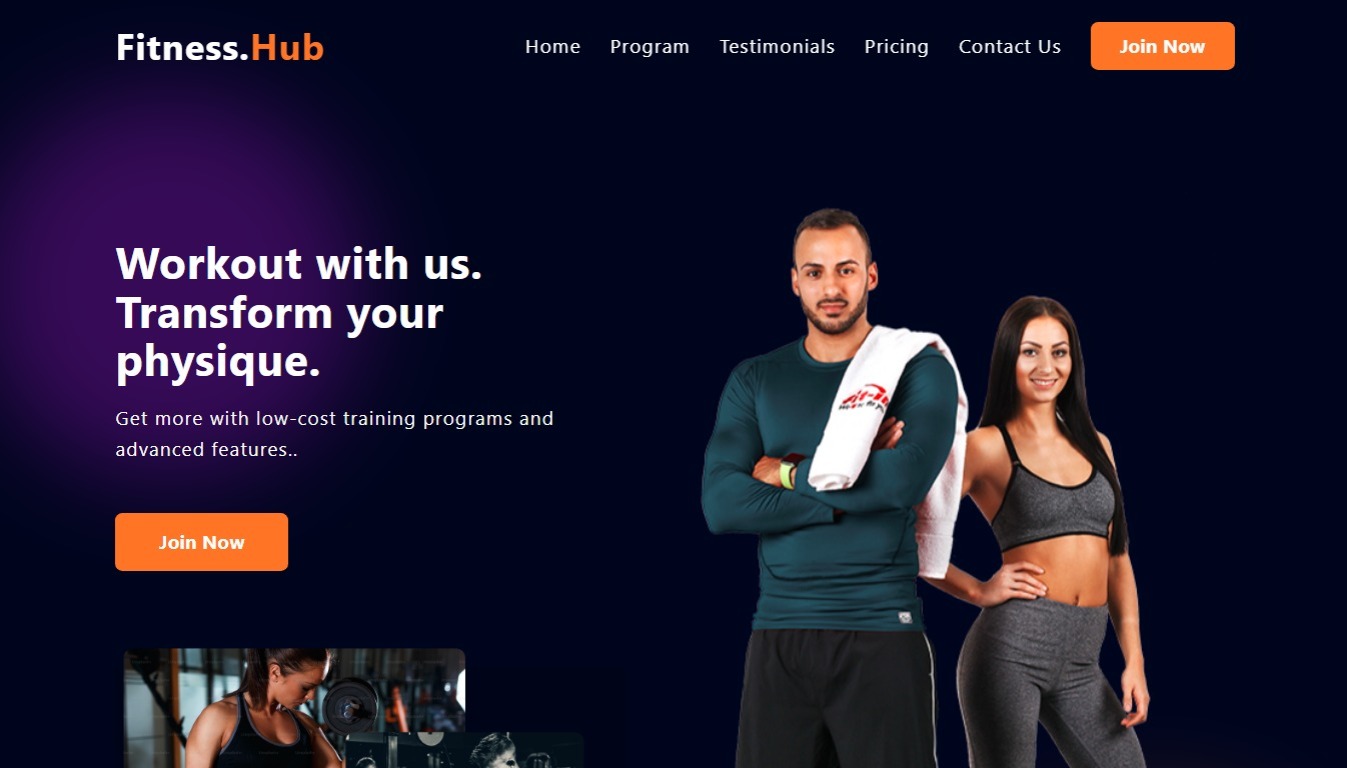 Fitness.Hub
Home
Program
Testimonials
Pricing
Contact Us
Join Now
Workout with us.
Transform your
physique.
Get more with low-cost training programs and
advanced features..
Join Now